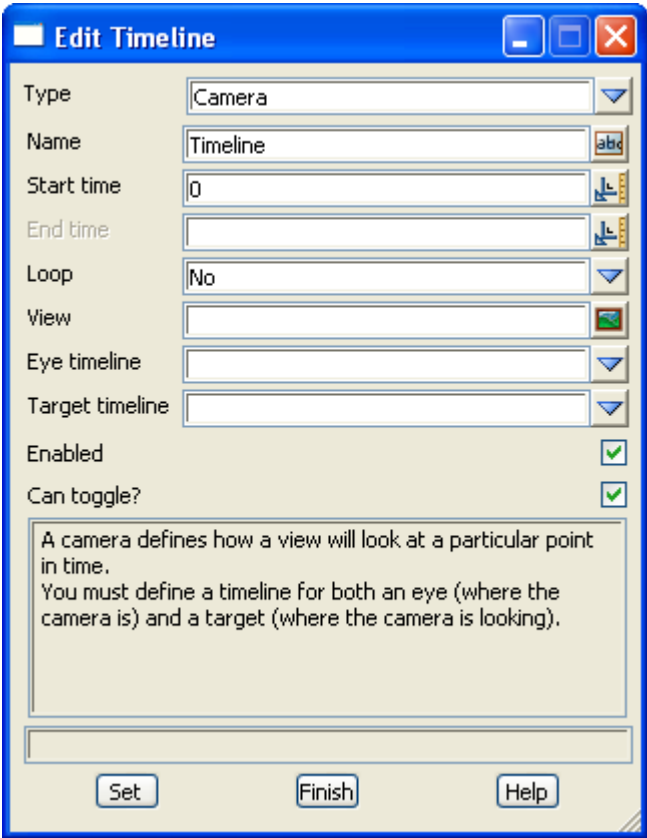 Edit Timeline
Type Camera
Name Timeline abc
Start time 0
End time
Loop No
View
Eye timeline
Target timeline
Enabled
Can toggle?
A camera defines how a view will look at a particular point
in time.
You must define a timeline for both an eye (where the
camera is) and a target (where the camera is looking).
Set Finish Help